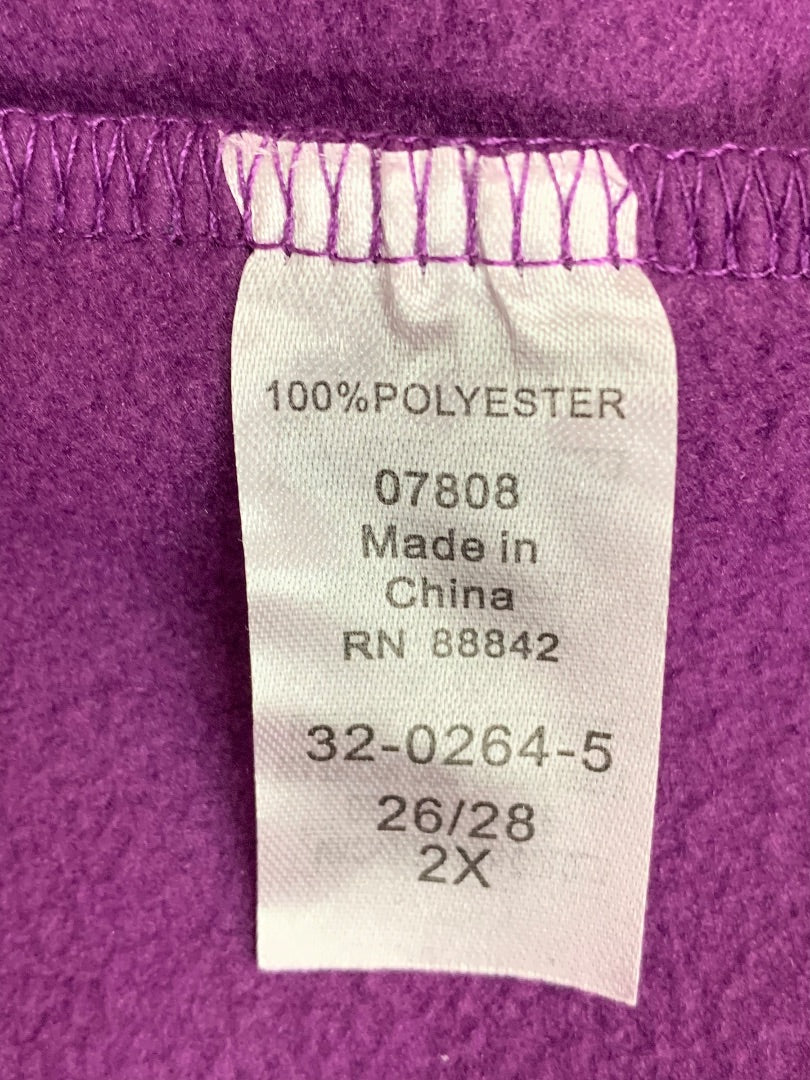 100%POLYESTER
07808
Made in
China
RN 88842
32-0264-5
26/28
2X